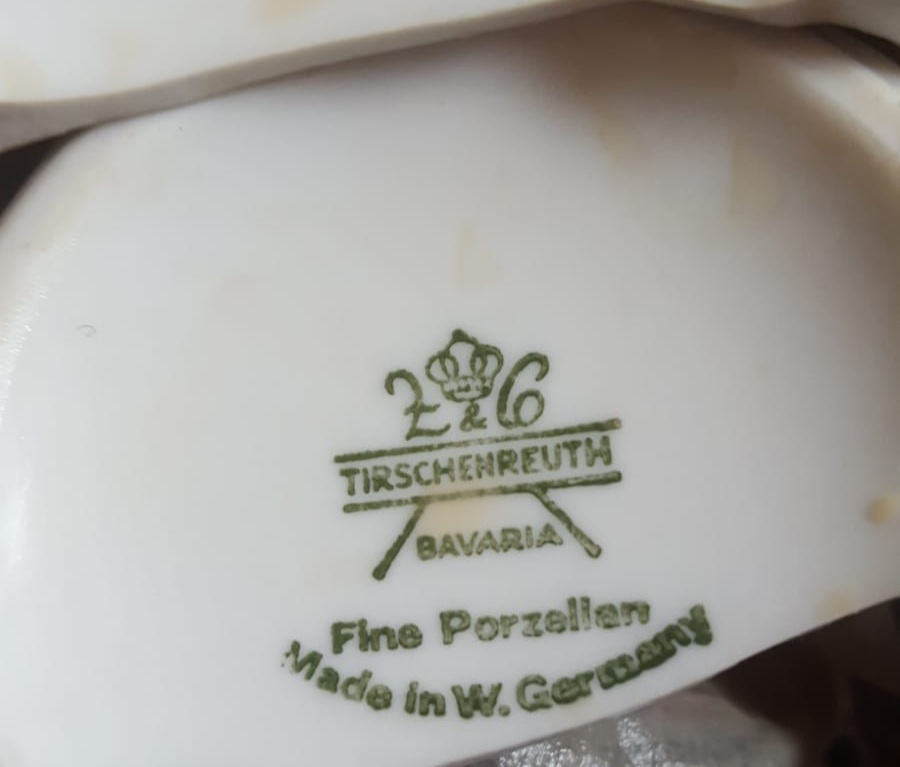 Z & G
TIRSCHENREUTH
BAVARIA
Fine Porzellan
Made in W. Germany